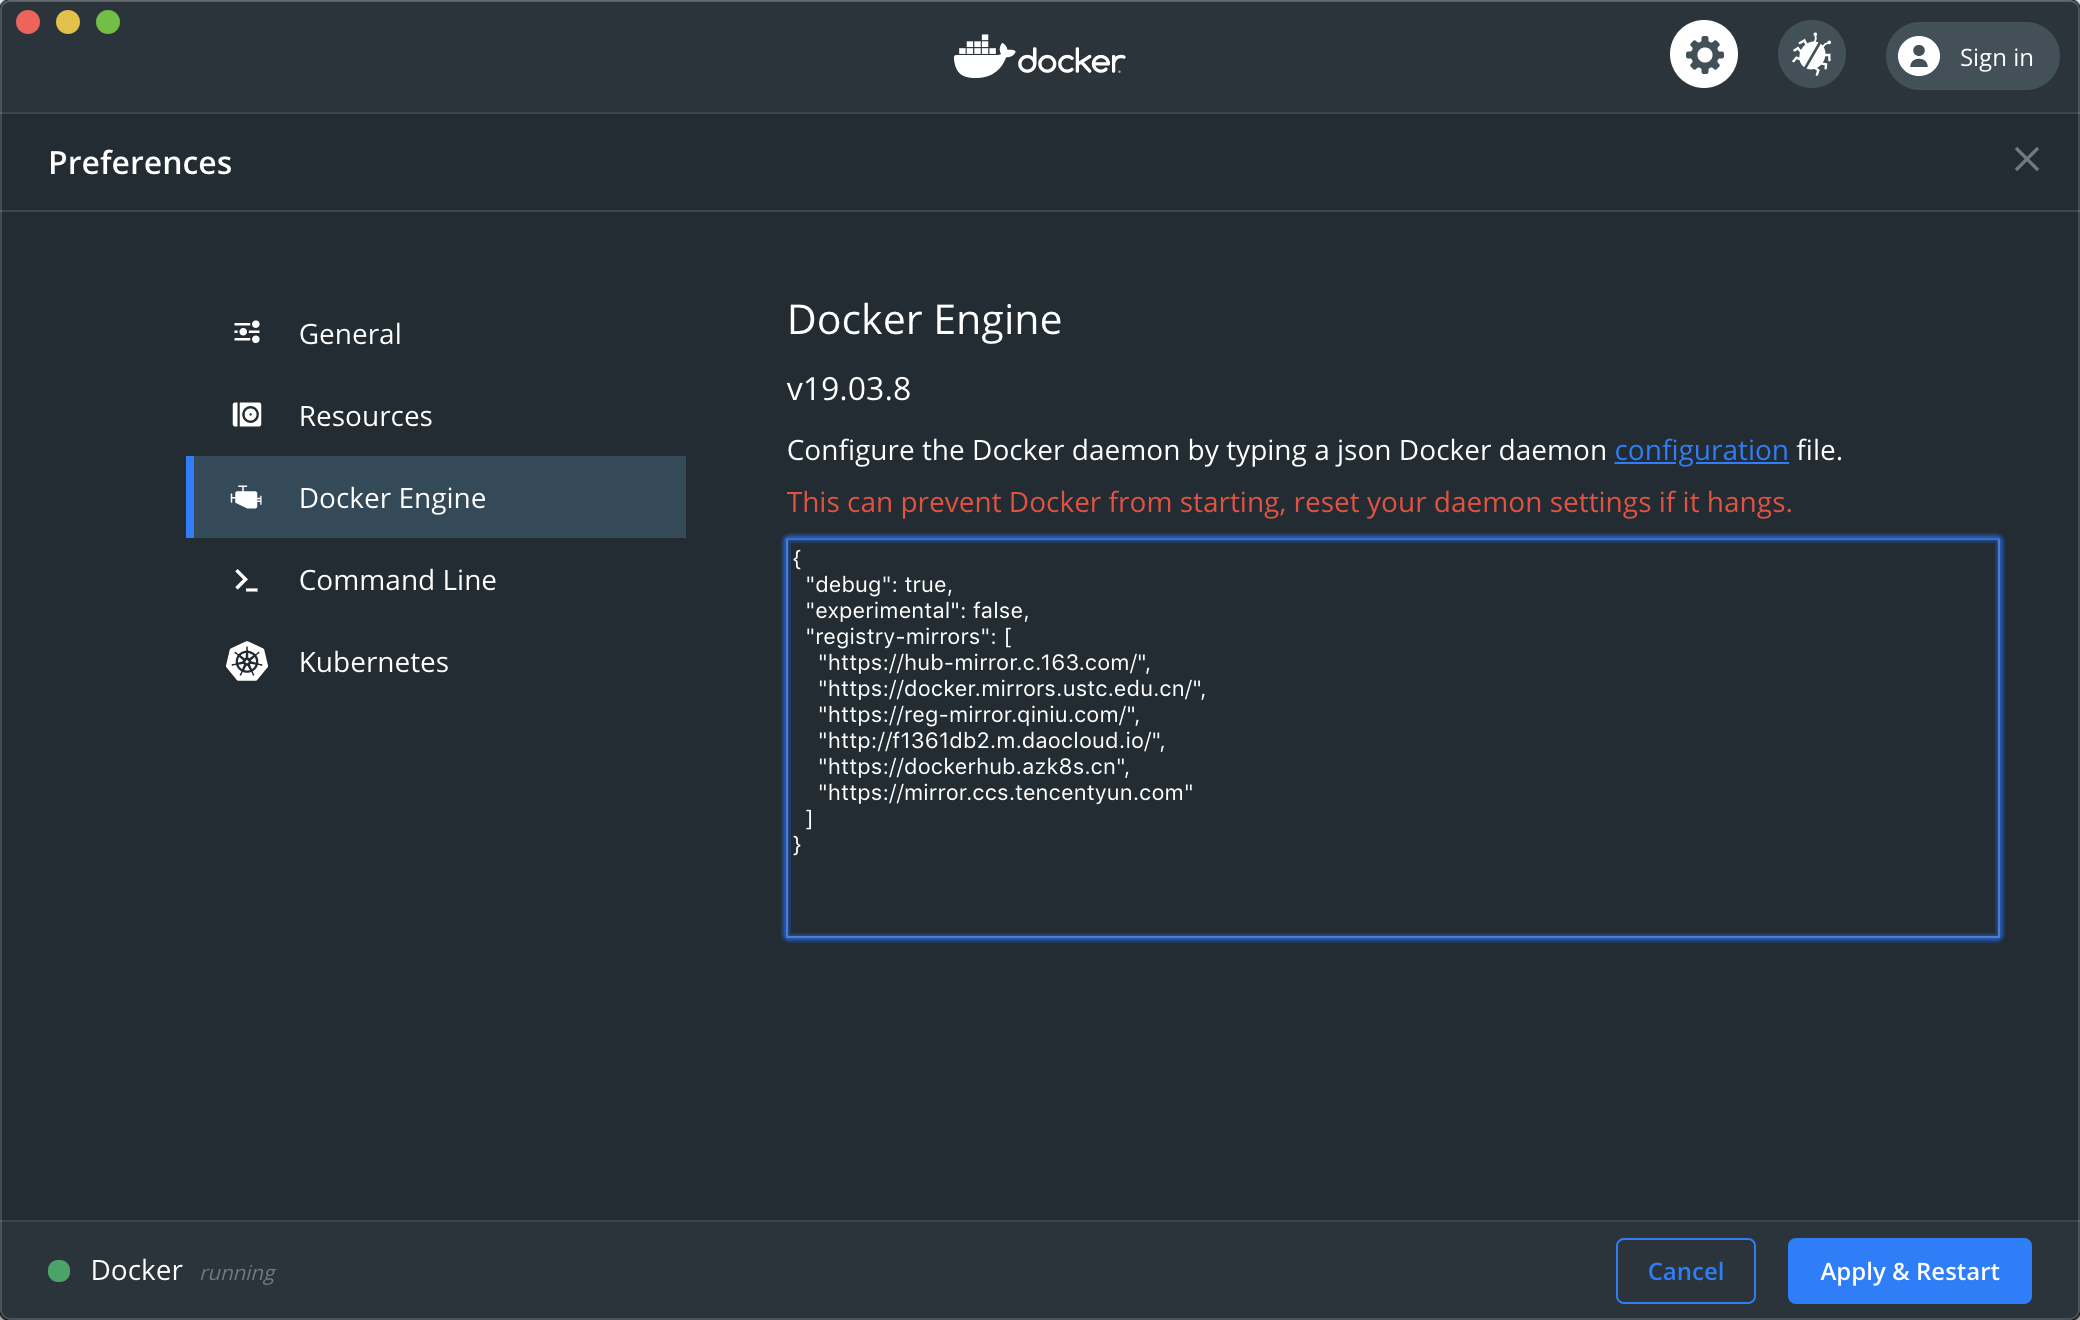 docker
Sign in
Preferences
General
Resources
Docker Engine
Command Line
Kubernetes
Docker Engine
v19.03.8
Configure the Docker daemon by typing a json Docker daemon configuration file.
This can prevent Docker from starting, reset your daemon settings if it hangs.
{
  "debug": true,
  "experimental": false,
  "registry-mirrors": [
    "https://hub-mirror.c.163.com/",
    "https://docker.mirrors.ustc.edu.cn/",
    "https://reg-mirror.qiniu.com/",
    "http://f1361db2.m.daocloud.io/",
    "https://dockerhub.azk8s.cn",
    "https://mirror.ccs.tencentyun.com"
  ]
}
Docker running
Cancel
Apply & Restart